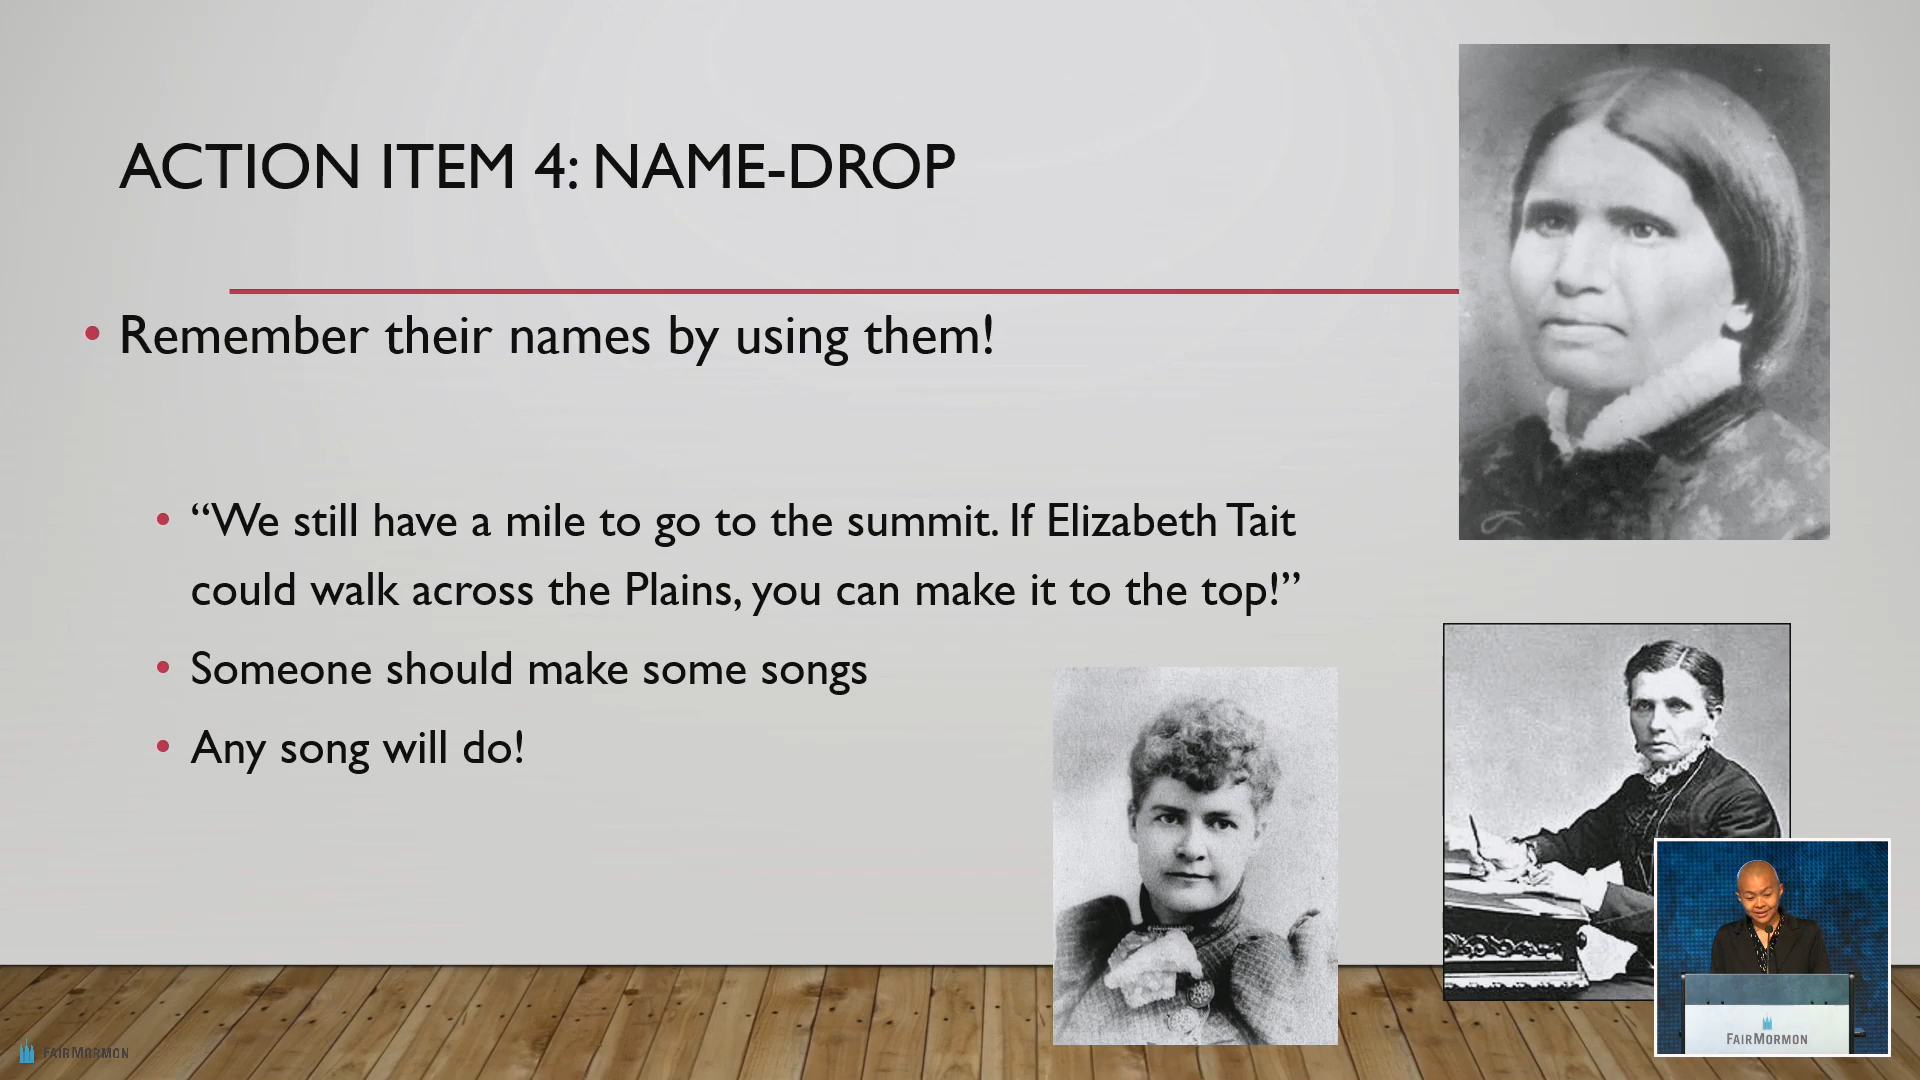 ACTION ITEM 4: NAME-DROP
• Remember their names by using them!
• “We still have a mile to go to the summit. If Elizabeth Tait
could walk across the Plains, you can make it to the top!”
• Someone should make some songs
• Any song will do!
FAIRMORMON
FAIRMORMON